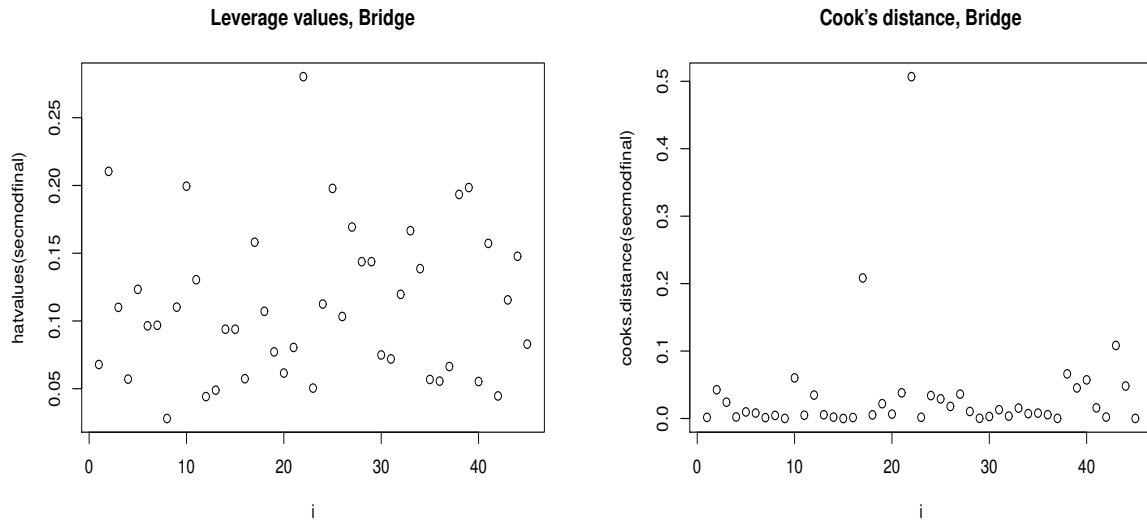 Leverage values, Bridge
hatvalues(secmodfinal)
0.05 0.10 0.15 0.20 0.25
0 10 20 30 40
i
Cook's distance, Bridge
cooks.distance(secmodfinal)
0.0 0.1 0.2 0.3 0.4 0.5
0 10 20 30 40
i